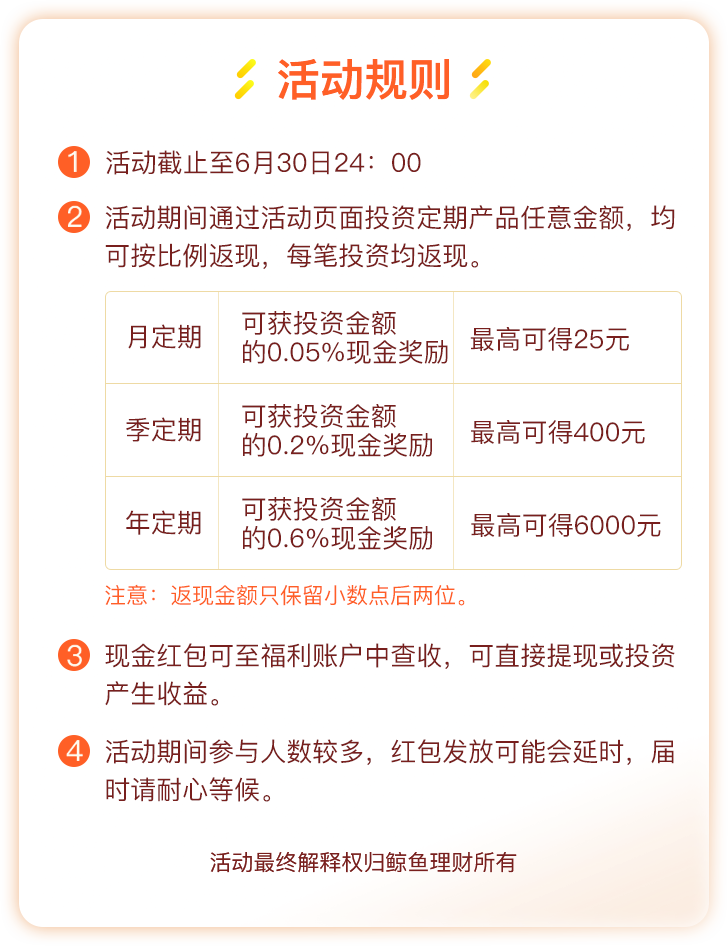 活动规则
1 活动截止至6月30日24：00
2 活动期间通过活动页面投资定期产品任意金额，均
可按比例返现，每笔投资均返现。
月定期 可获投资金额 最高可得25元
的0.05%现金奖励
季定期 可获投资金额 最高可得400元
的0.2%现金奖励
年定期 可获投资金额 最高可得6000元
的0.6%现金奖励
注意：返现金额只保留小数点后两位。
3 现金红包可至福利账户中查收，可直接提现或投资
产生收益。
4 活动期间参与人数较多，红包发放可能会延时，届
时请耐心等候。
活动最终解释权归鲸鱼理财所有